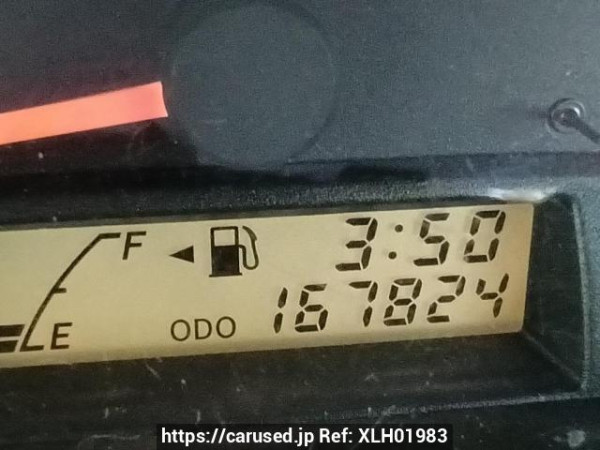 F ◄ 3:50
E ODO 167824
https://carused.jp Ref: XLH01983